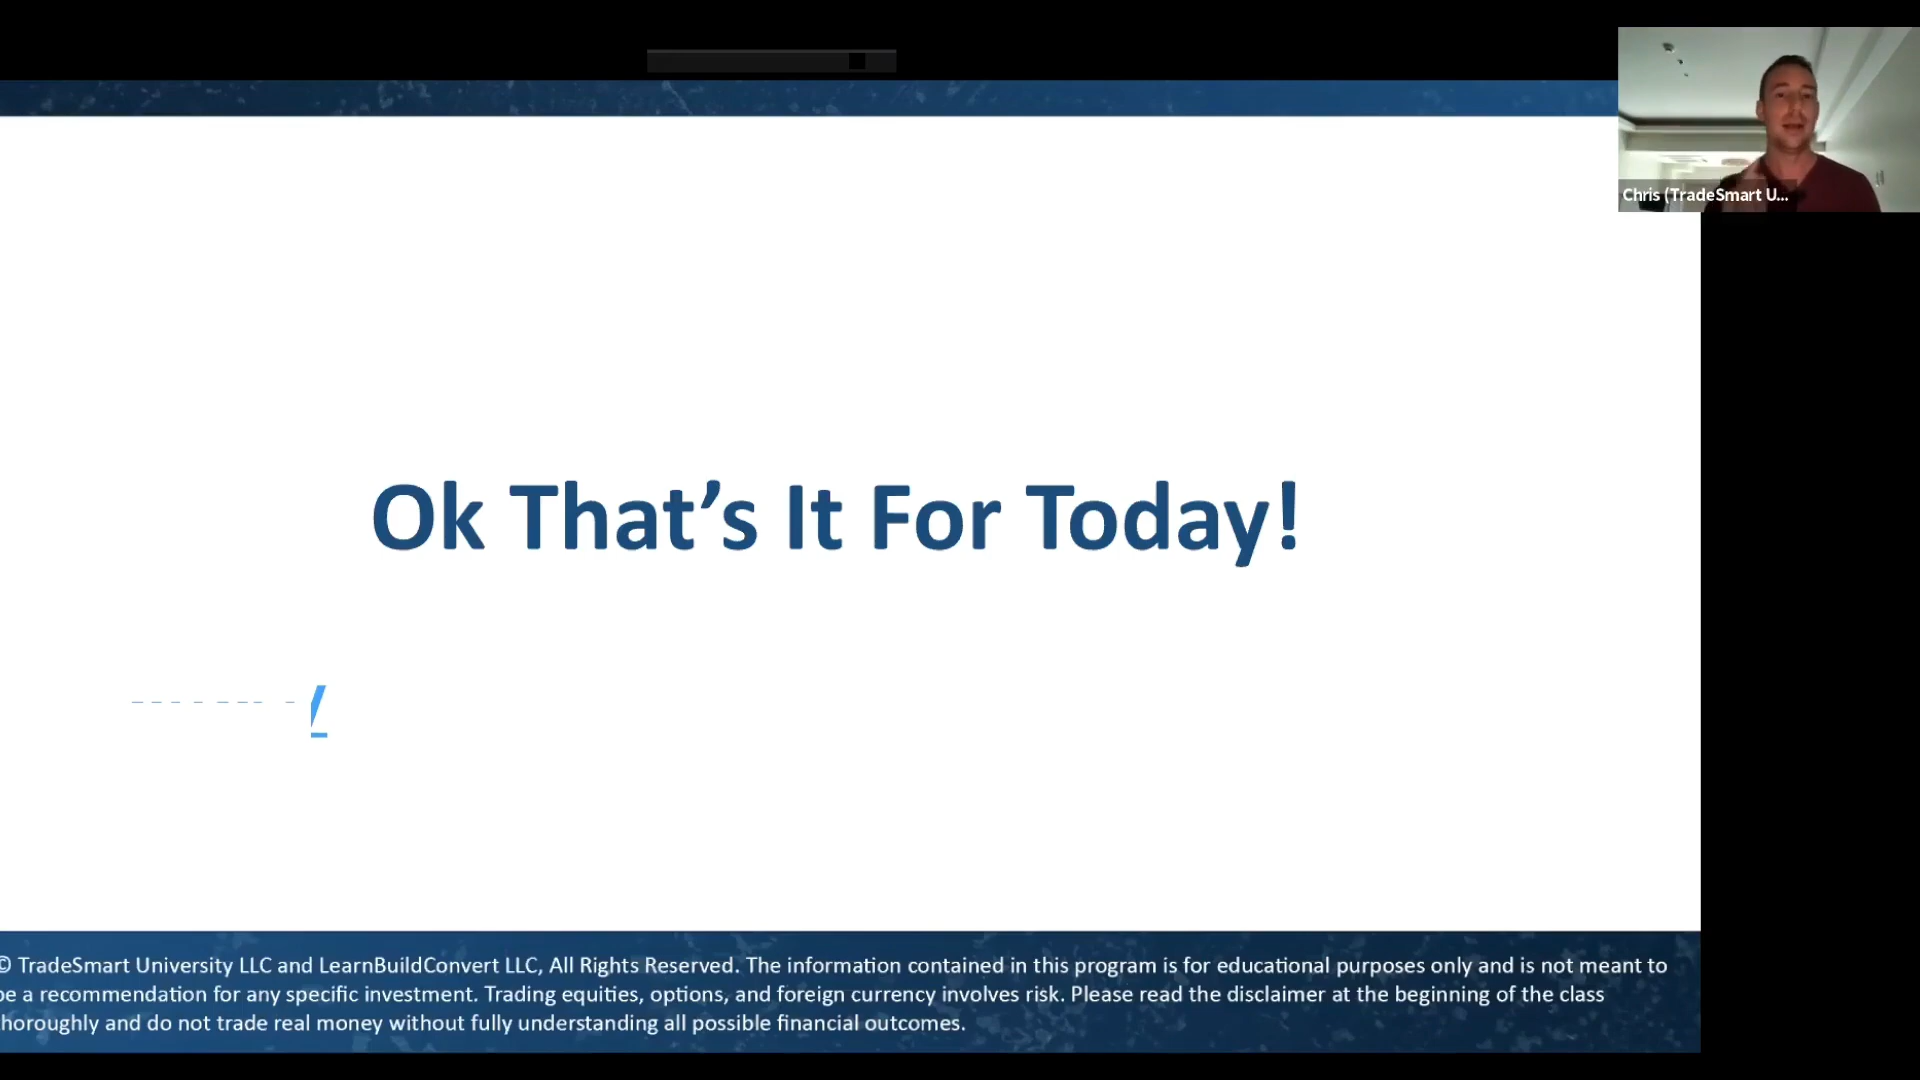 Chris (TradeSmart U...
Ok That’s It For Today!
© TradeSmart University LLC and LearnBuildConvert LLC, All Rights Reserved. The information contained in this program is for educational purposes only and is not meant to
be a recommendation for any specific investment. Trading equities, options, and foreign currency involves risk. Please read the disclaimer at the beginning of the class
horoughly and do not trade real money without fully understanding all possible financial outcomes.